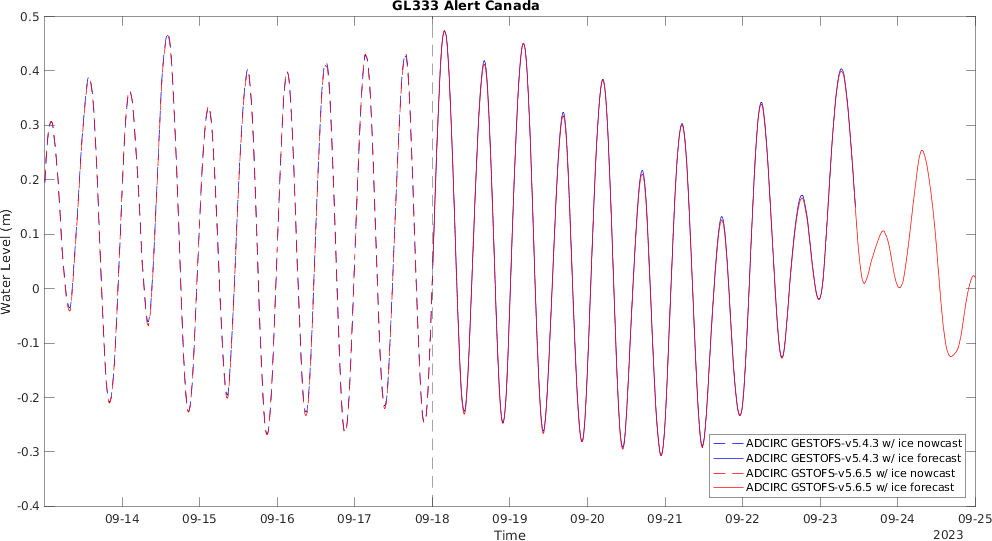 GL333 Alert Canada
0.5
0.4
0.3
0.2
0.1
0
-0.1
-0.2
-0.3
-0.4
Water Level (m)
09-14 09-15 09-16 09-17 09-18 09-19 09-20 09-21 09-22 09-23 09-24 09-25
Time
2023
ADCIRC GESTOFS-v5.4.3 w/ ice nowcast
ADCIRC GESTOFS-v5.4.3 w/ ice forecast
ADCIRC GSTOFS-v5.6.5 w/ ice nowcast
ADCIRC GSTOFS-v5.6.5 w/ ice forecast